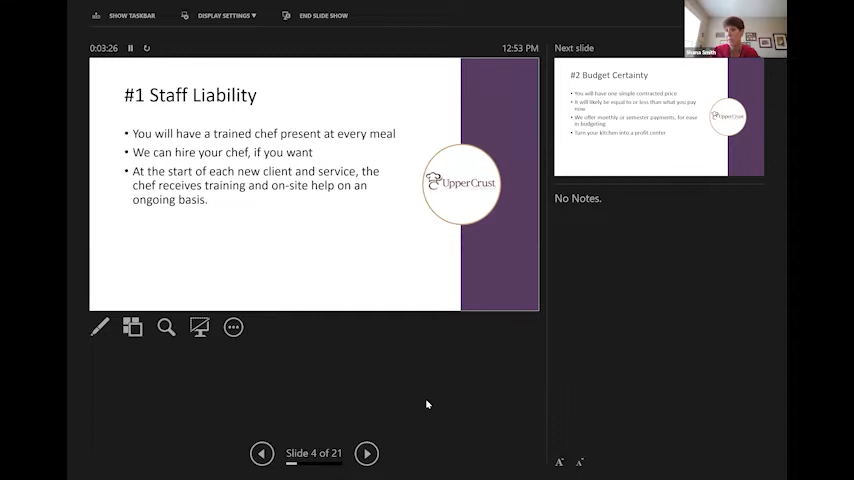 SHOW TASKBAR
DISPLAY SETTINGS ▼
END SLIDE SHOW
0:03:26
12:53 PM
Next slide
Shana Smith
#1 Staff Liability
• You will have a trained chef present at every meal
• We can hire your chef, if you want
• At the start of each new client and service, the
chef receives training and on-site help on an
ongoing basis.
UpperCrust
#2 Budget Certainty
• You will have one simple contracted price
• It will likely be equal to or less than what you pay
now
• We offer monthly or semester payments, for ease
in budgeting
• Turn your kitchen into a profit center
UpperCrust
No Notes.
Slide 4 of 21
A A